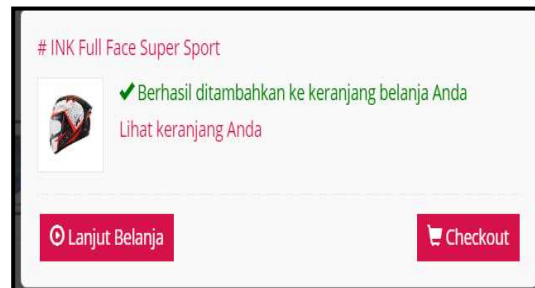 # INK Full Face Super Sport
✔ Berhasil ditambahkan ke keranjang belanja Anda
Lihat keranjang Anda
Lanjut Belanja
Checkout